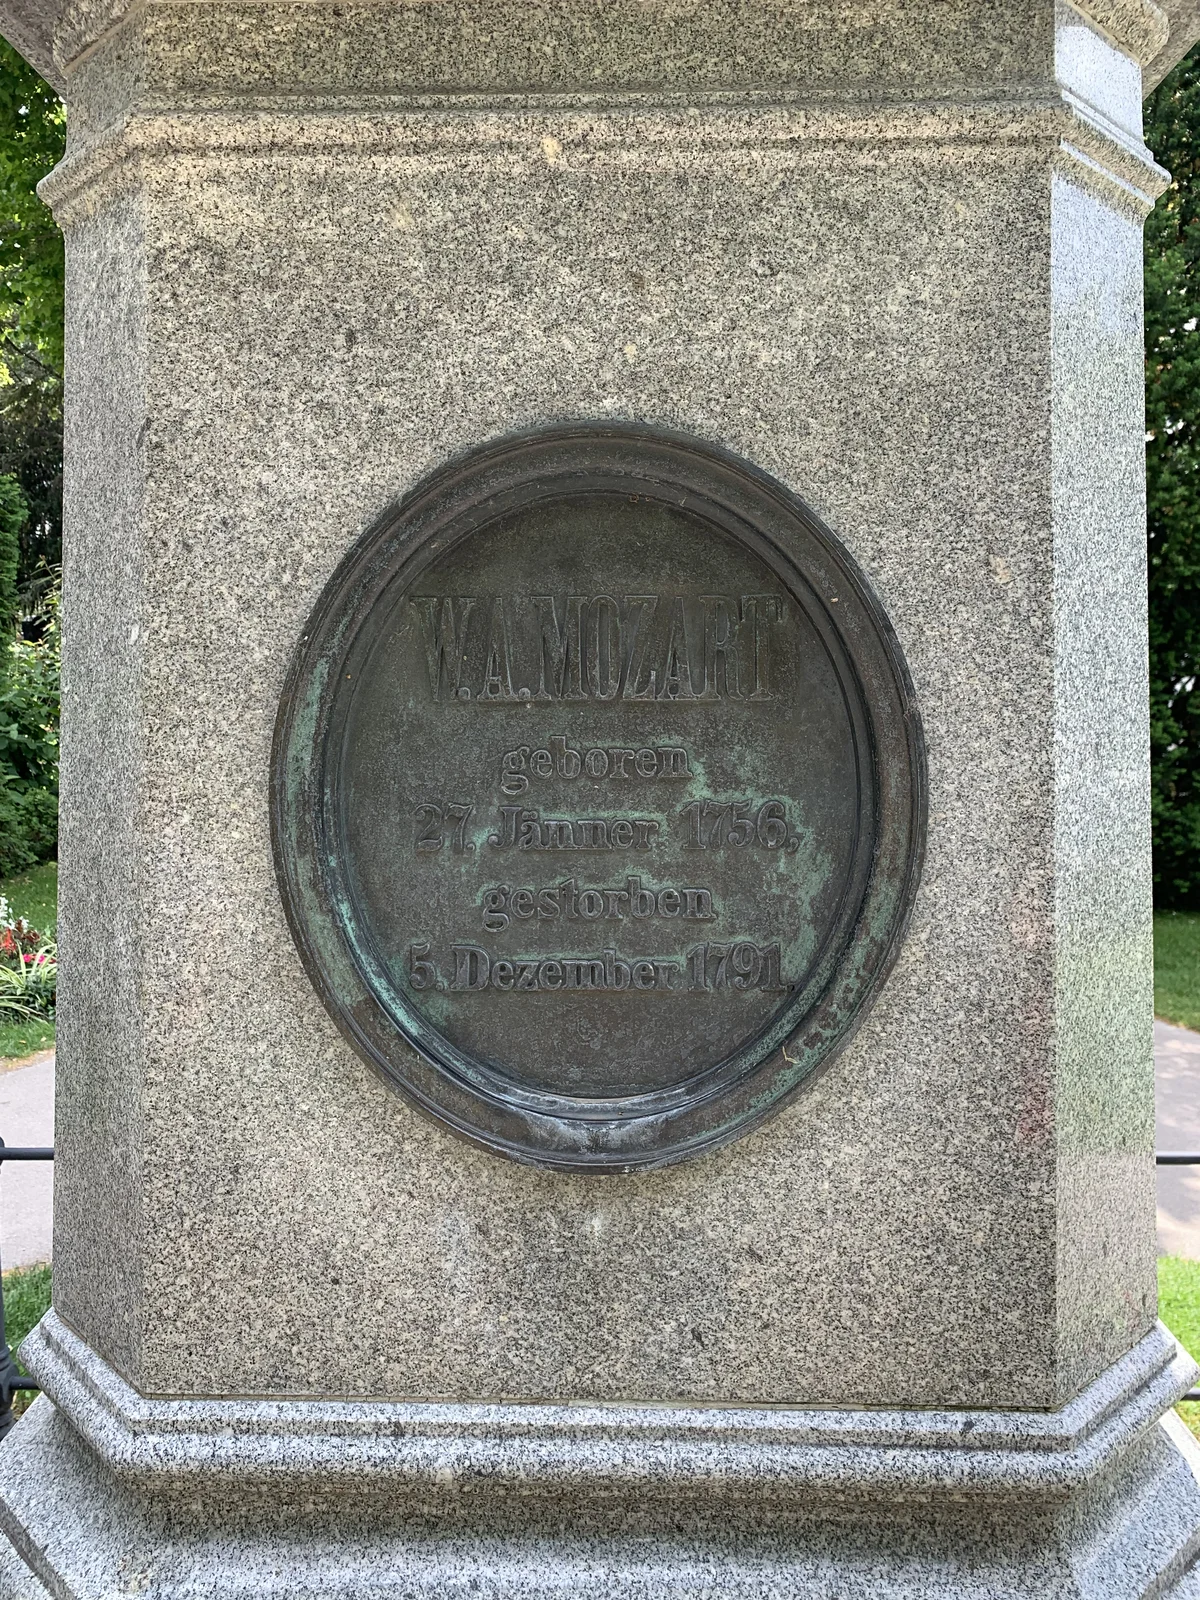 W.A.MOZART
geboren
27. Jänner 1756,
gestorben
5. Dezember 1791.